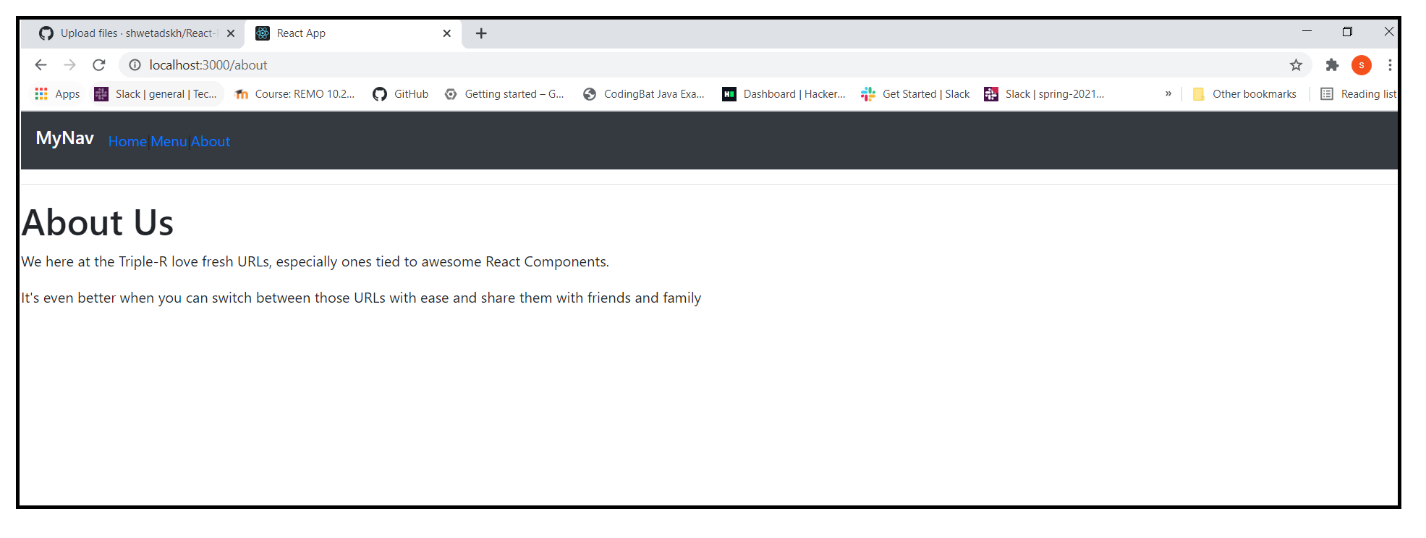 Upload files · shwetadskh/React- React App
localhost:3000/about S
Apps Slack | general | Tec... Course: REMO 10.2... GitHub Getting started – G... CodingBat Java Exa... Dashboard | Hacker... Get Started | Slack Slack | spring-2021... » Other bookmarks Reading list
MyNav Home Menu About
About Us
We here at the Triple-R love fresh URLs, especially ones tied to awesome React Components.
It's even better when you can switch between those URLs with ease and share them with friends and family